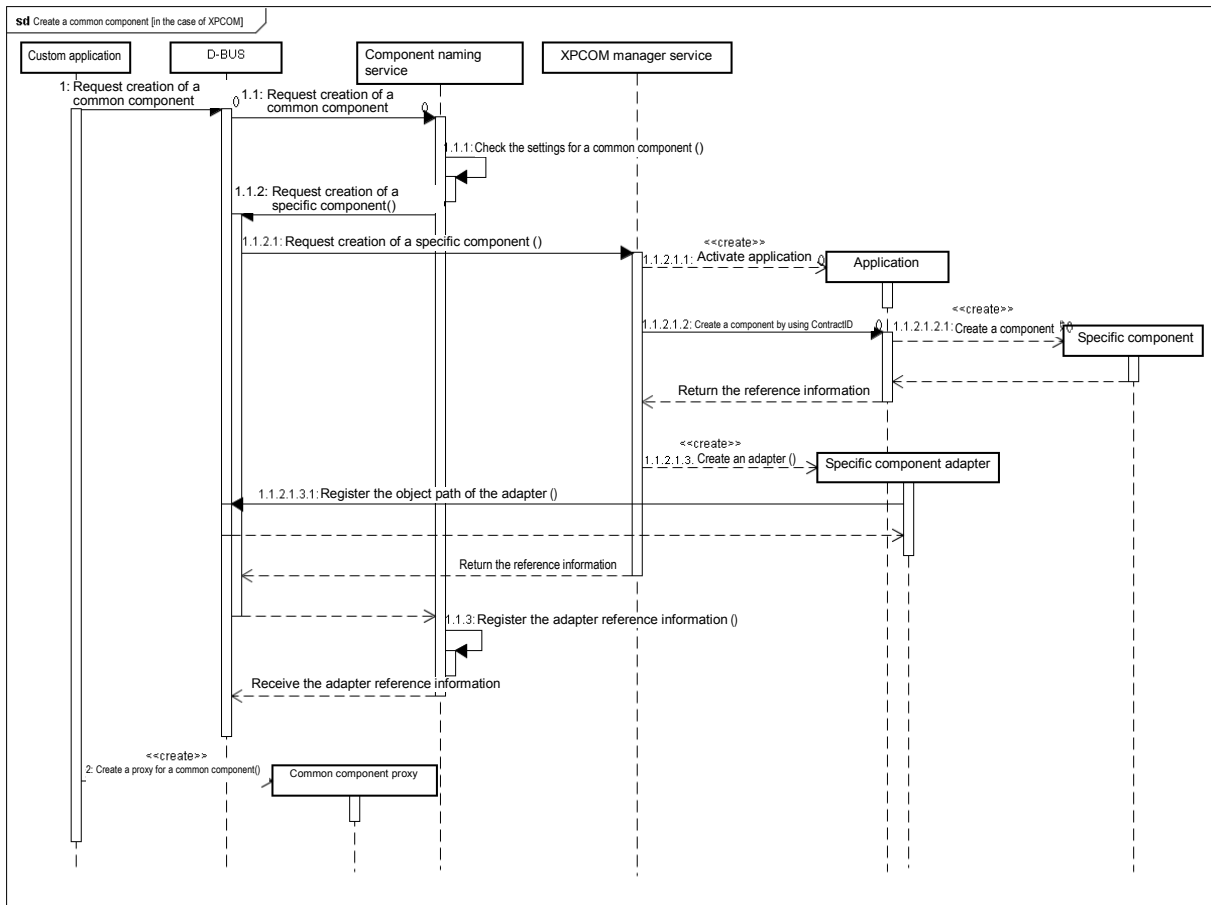 sd Create a common component [in the case of XPCOM]
Custom application
D-BUS
Component naming
service
XPCOM manager service
1: Request creation of a
common component
()
1.1: Request creation of a
common component
()
1.1.1: Check the settings for a common component ()
1.1.2: Request creation of a
specific component()
1.1.2.1: Request creation of a specific component ()
<<create>>
1.1.2.1.1: Activate application ()
Application
1.1.2.1.2: Create a component by using ContractID ()
<<create>>
1.1.2.1.2.1: Create a component ()
Specific component
Return the reference information
<<create>>
1.1.2.1.3. Create an adapter ()
Specific component adapter
1.1.2.1.3.1: Register the object path of the adapter ()
Return the reference information
1.1.3: Register the adapter reference information ()
Receive the adapter reference information
<<create>>
2: Create a proxy for a common component()
Common component proxy